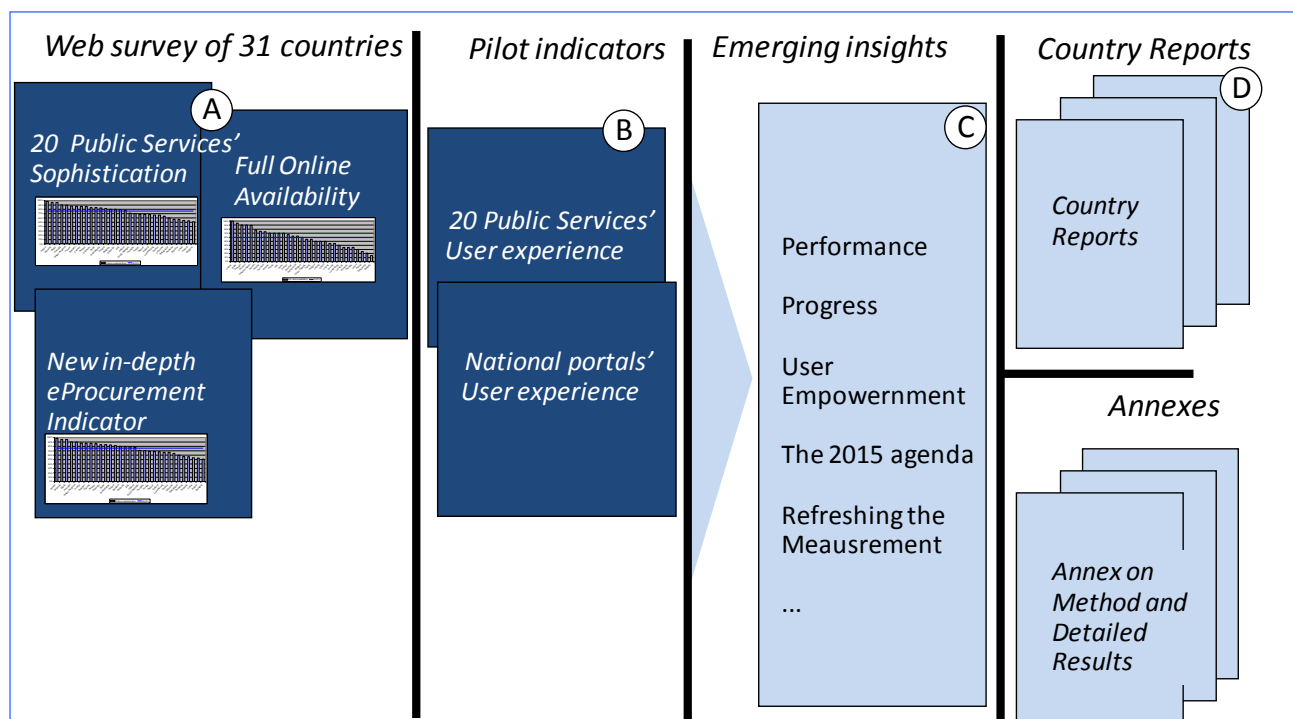 Web survey of 31 countries
A
20 Public Services’
Sophistication
Full Online
Availability
New in-depth
eProcurement
Indicator
Pilot indicators
B
20 Public Services’
User experience
National portals’
User experience
Emerging insights
C
Performance
Progress
User
Empowernment
The 2015 agenda
Refreshing the
Meausrement
...
Country Reports
D
Country
Reports
Annexes
Annex on
Method and
Detailed
Results